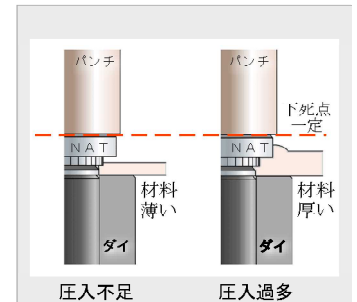 パンチ
パンチ
下死点
一定
NAT
NAT
材料
薄い
材料
厚い
ダイ
ダイ
圧入不足
圧入過多